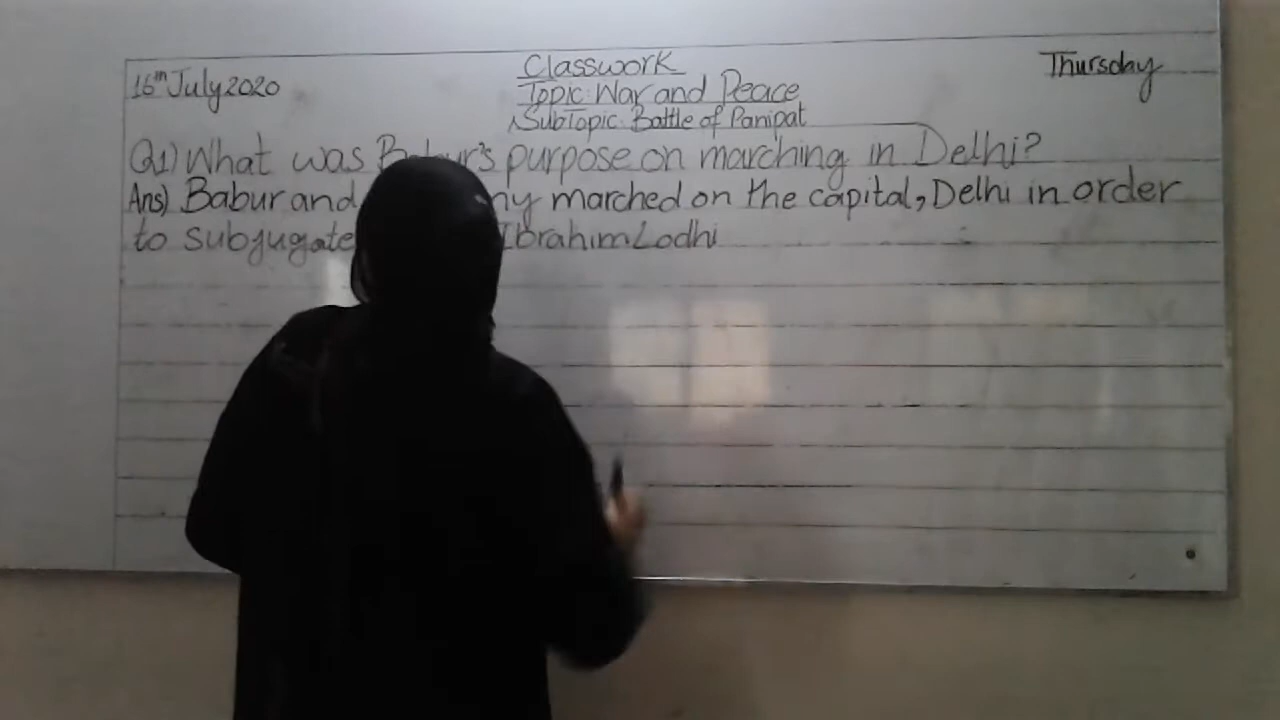 16th July 2020
Classwork
Thursday
Topic: War and Peace
SubTopic: Battle of Panipat
Q1) What was Babur's purpose on marching in Delhi?
Ans) Babur and marched on the capital, Delhi in order
to subjugate Ibrahim Lodhi